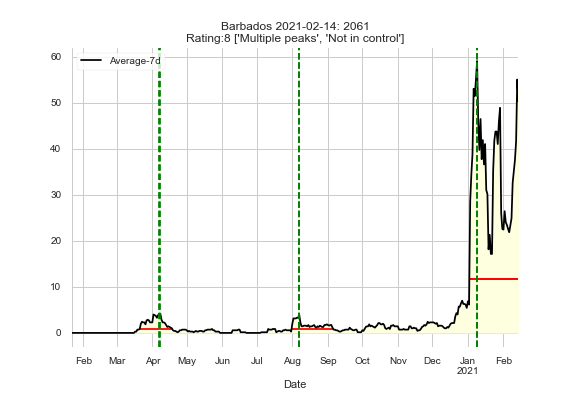 Barbados 2021-02-14: 2061
Rating:8 ['Multiple peaks', 'Not in control']
Average-7d
60
50
40
30
20
10
0
Feb Mar Apr May Jun Jul Aug Sep Oct Nov Dec Jan Feb
2021
Date